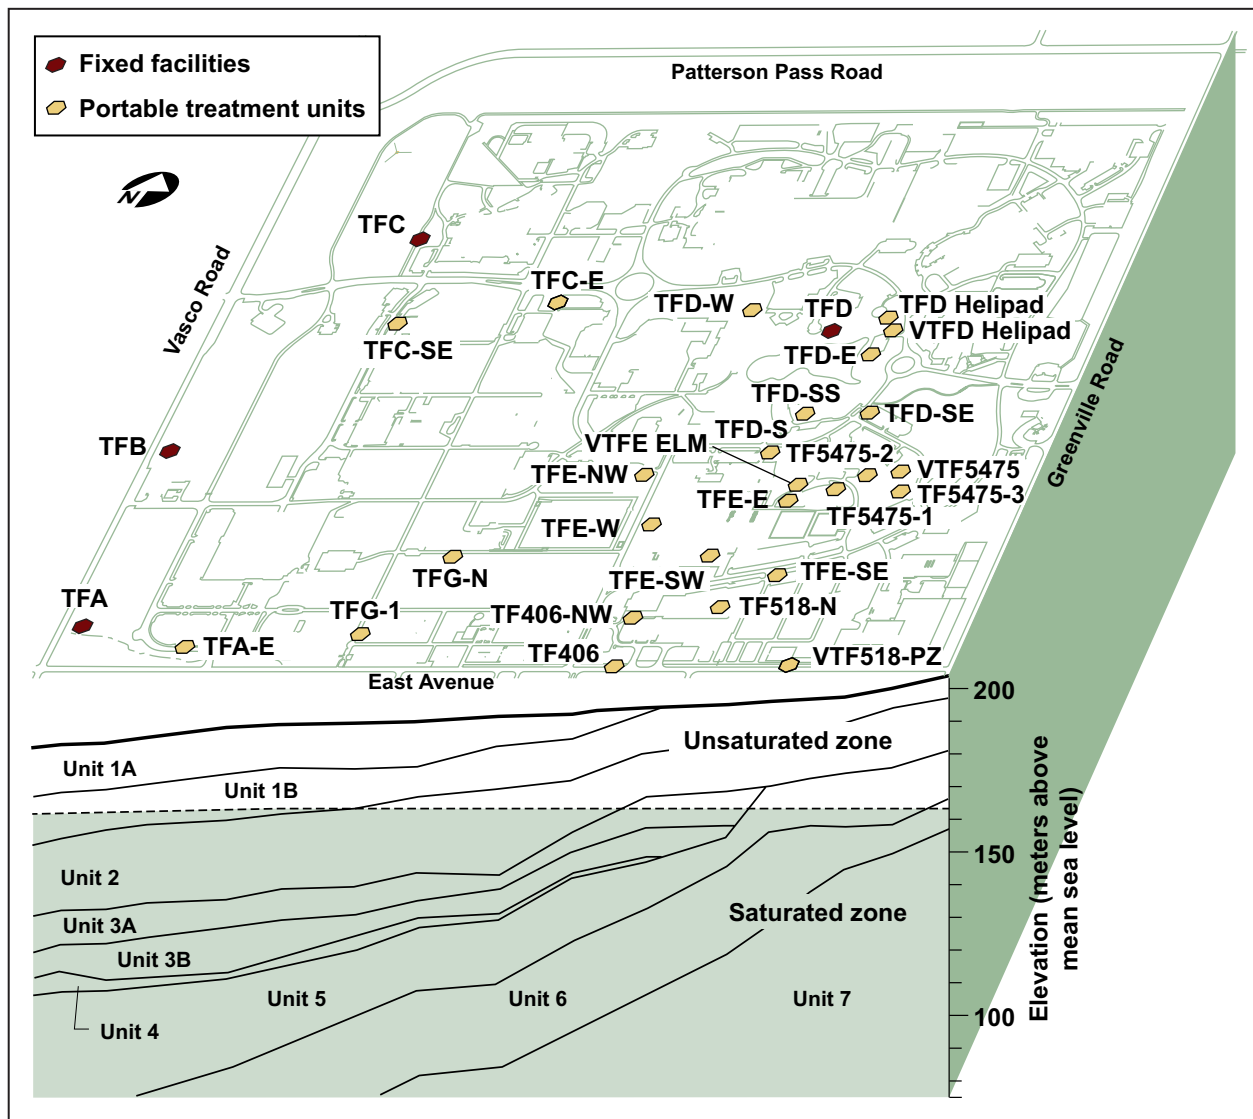 Fixed facilities
Portable treatment units
Patterson Pass Road
N
Vasco Road
Greenville Road
TFC
TFC-E
TFC-SE
TFD-W
TFD
TFD Helipad
VTFD Helipad
TFD-E
TFD-SS
TFD-SE
TFD-S
VTFE ELM
TF5475-2
TFB
TFE-NW
VTF5475
TFE-E
TF5475-3
TF5475-1
TFE-W
TFG-N
TFE-SW
TFE-SE
TFA
TFG-1
TF406-NW
TF518-N
TFA-E
TF406
VTF518-PZ
East Avenue
200
Unsaturated zone
Unit 1A
Unit 1B
150
Unit 2
Saturated zone
Unit 3A
Unit 3B
Unit 5
Unit 6
Unit 7
100
Unit 4
Elevation (meters above
mean sea level)